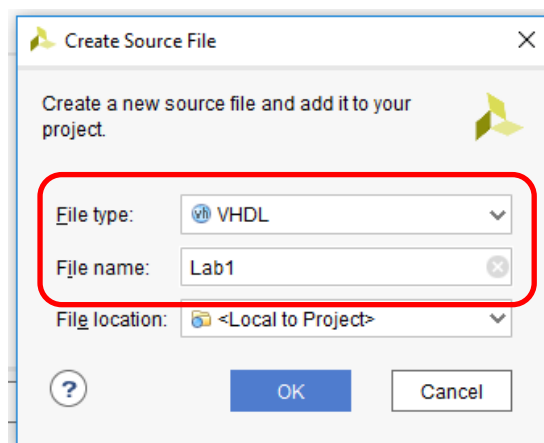 Create Source File
Create a new source file and add it to your
project.
File type: vh VHDL
File name: Lab1
File location: <Local to Project>
? OK Cancel